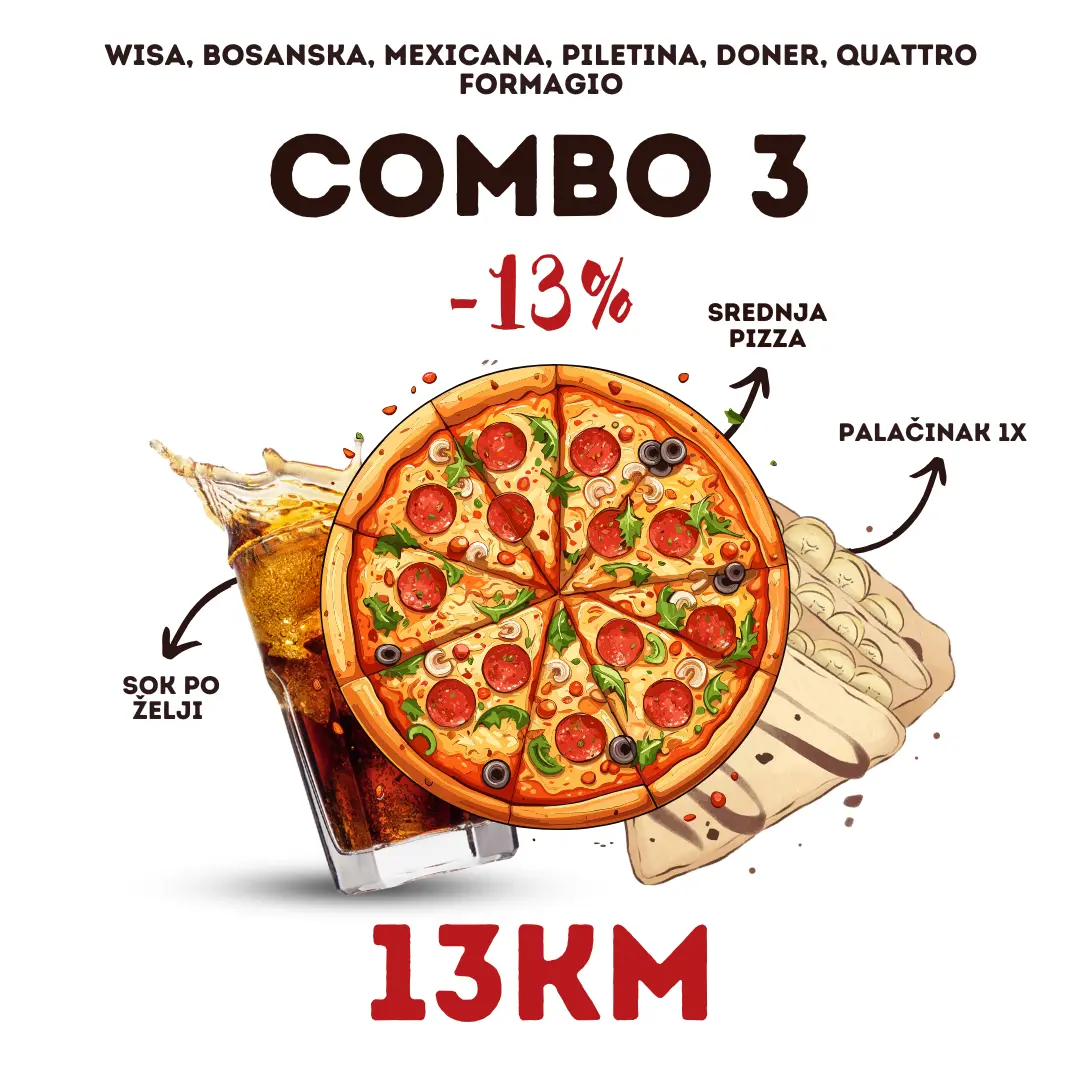 WISA, BOSANSKA, MEXICANA, PILETINA, DONER, QUATTRO
FORMAGIO
COMBO 3
-13%
SREDNJA
PIZZA
PALAČINAK 1X
SOK PO
ŽELJI
13KM